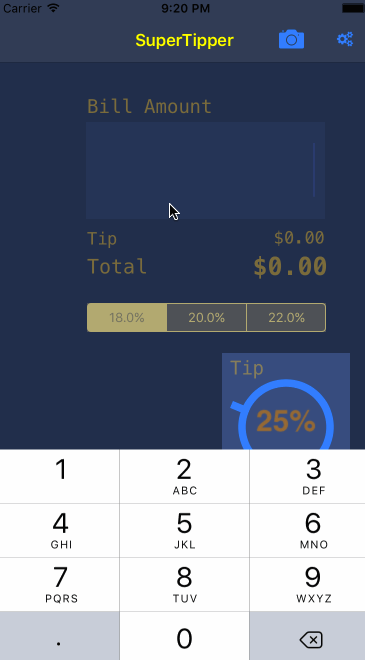 Carrier 9:20 PM
SuperTipper
Bill Amount
Tip $0.00
Total $0.00
18.0% 20.0% 22.0%
Tip
25%
1 2 3
ABC DEF
4 5 6
GHI JKL MNO
7 8 9
PQRS TUV WXYZ
. 0